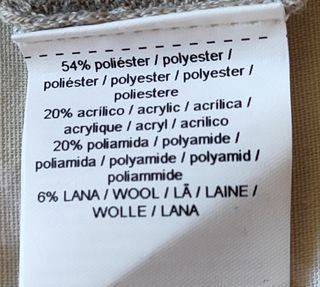 54% poliéster / polyester /
poliéster / polyester / polyester /
poliestere
20% acrílico / acrylic / acrílica /
acrylique / acryl / acrilico
20% poliamida / polyamide /
poliamida / polyamide / polyamid /
poliammide
6% LANA / WOOL / LÃ / LAINE /
WOLLE / LANA